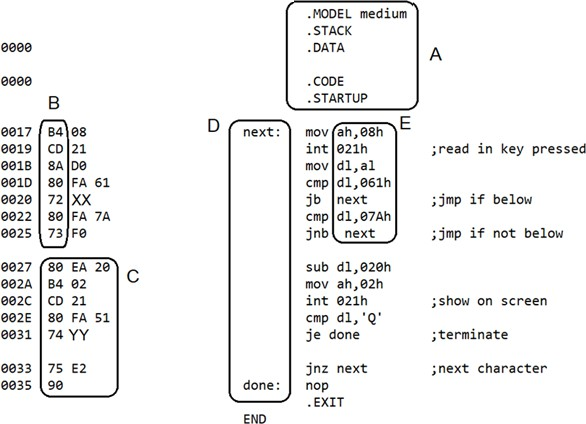 .MODEL medium
.STACK
0000 .DATA
A
0000 .CODE
.STARTUP
B
D
E
0017 B4 08 next: mov ah,08h
0019 CD 21 int 021h ;read in key pressed
001B 8A D0 mov dl,al
001D 80 FA 61 cmp dl,061h
0020 72 XX jb next ;jmp if below
0022 80 FA 7A cmp dl,07Ah
0025 73 F0 jnb next ;jmp if not below
0027 80 EA 20 sub dl,020h
C
002A B4 02 mov ah,02h
002C CD 21 int 021h ;show on screen
002E 80 FA 51 cmp dl,'Q'
0031 74 YY je done ;terminate
0033 75 E2 jnz next ;next character
0035 90 done: nop
.EXIT
END